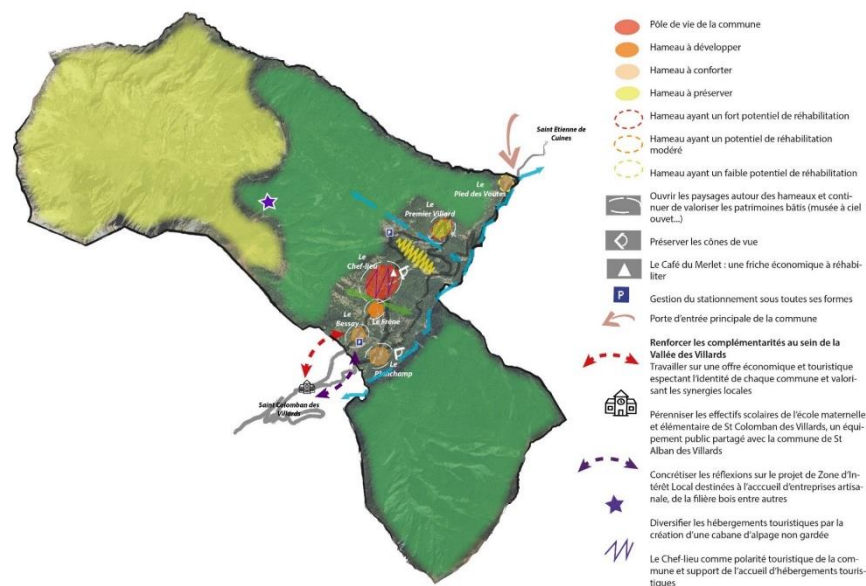 Pôle de vie de la commune
Hameau à développer
Hameau à conforter
Hameau à préserver
Hameau ayant un fort potentiel de réhabilitation
Hameau ayant un potentiel de réhabilitation
modéré
Hameau ayant un faible potentiel de réhabilitation
Ouvrir les paysages autour des hameaux et conti-
nuer de valoriser les patrimoines bâtis (musée à ciel
ouvet...)
Préserver les cônes de vue
Le Café du Merlet : une friche économique à réha-
biliter
P
Gestion du stationnement sous toutes ses formes
Porte d'entrée principale de la commune
Renforcer les complémentarités au sein de la
Vallée des Villards
Travailler sur une offre économique et touristique
espectant l'identité de chaque commune et valori-
sant les synergies locales
Pérenniser les effectifs scolaires de l'école maternelle
et élémentaire de St Colomban des Villards, un équi-
pement public partagé avec la commune de St
Alban des Villards
Concrétiser les réflexions sur le projet de Zone d'In-
térêt Local destinées à l'acccueil d'entreprises artisa-
nale, de la filière bois entre autres
Diversifier les hébergements touristiques par la
création d'une cabane d'alpage non gardée
Le Chef-lieu comme polarité touristique de la com-
mune et support de l'accueil d'hébergements touris-
tiques
Saint Etienne de
Cuines
Le
Pied des Voutes
Le
Premier Villard
P
Le
Chef-lieu
Le Frêne
Le
Bessay
P
Le
Planchamp
Saint Colomban des
Villards